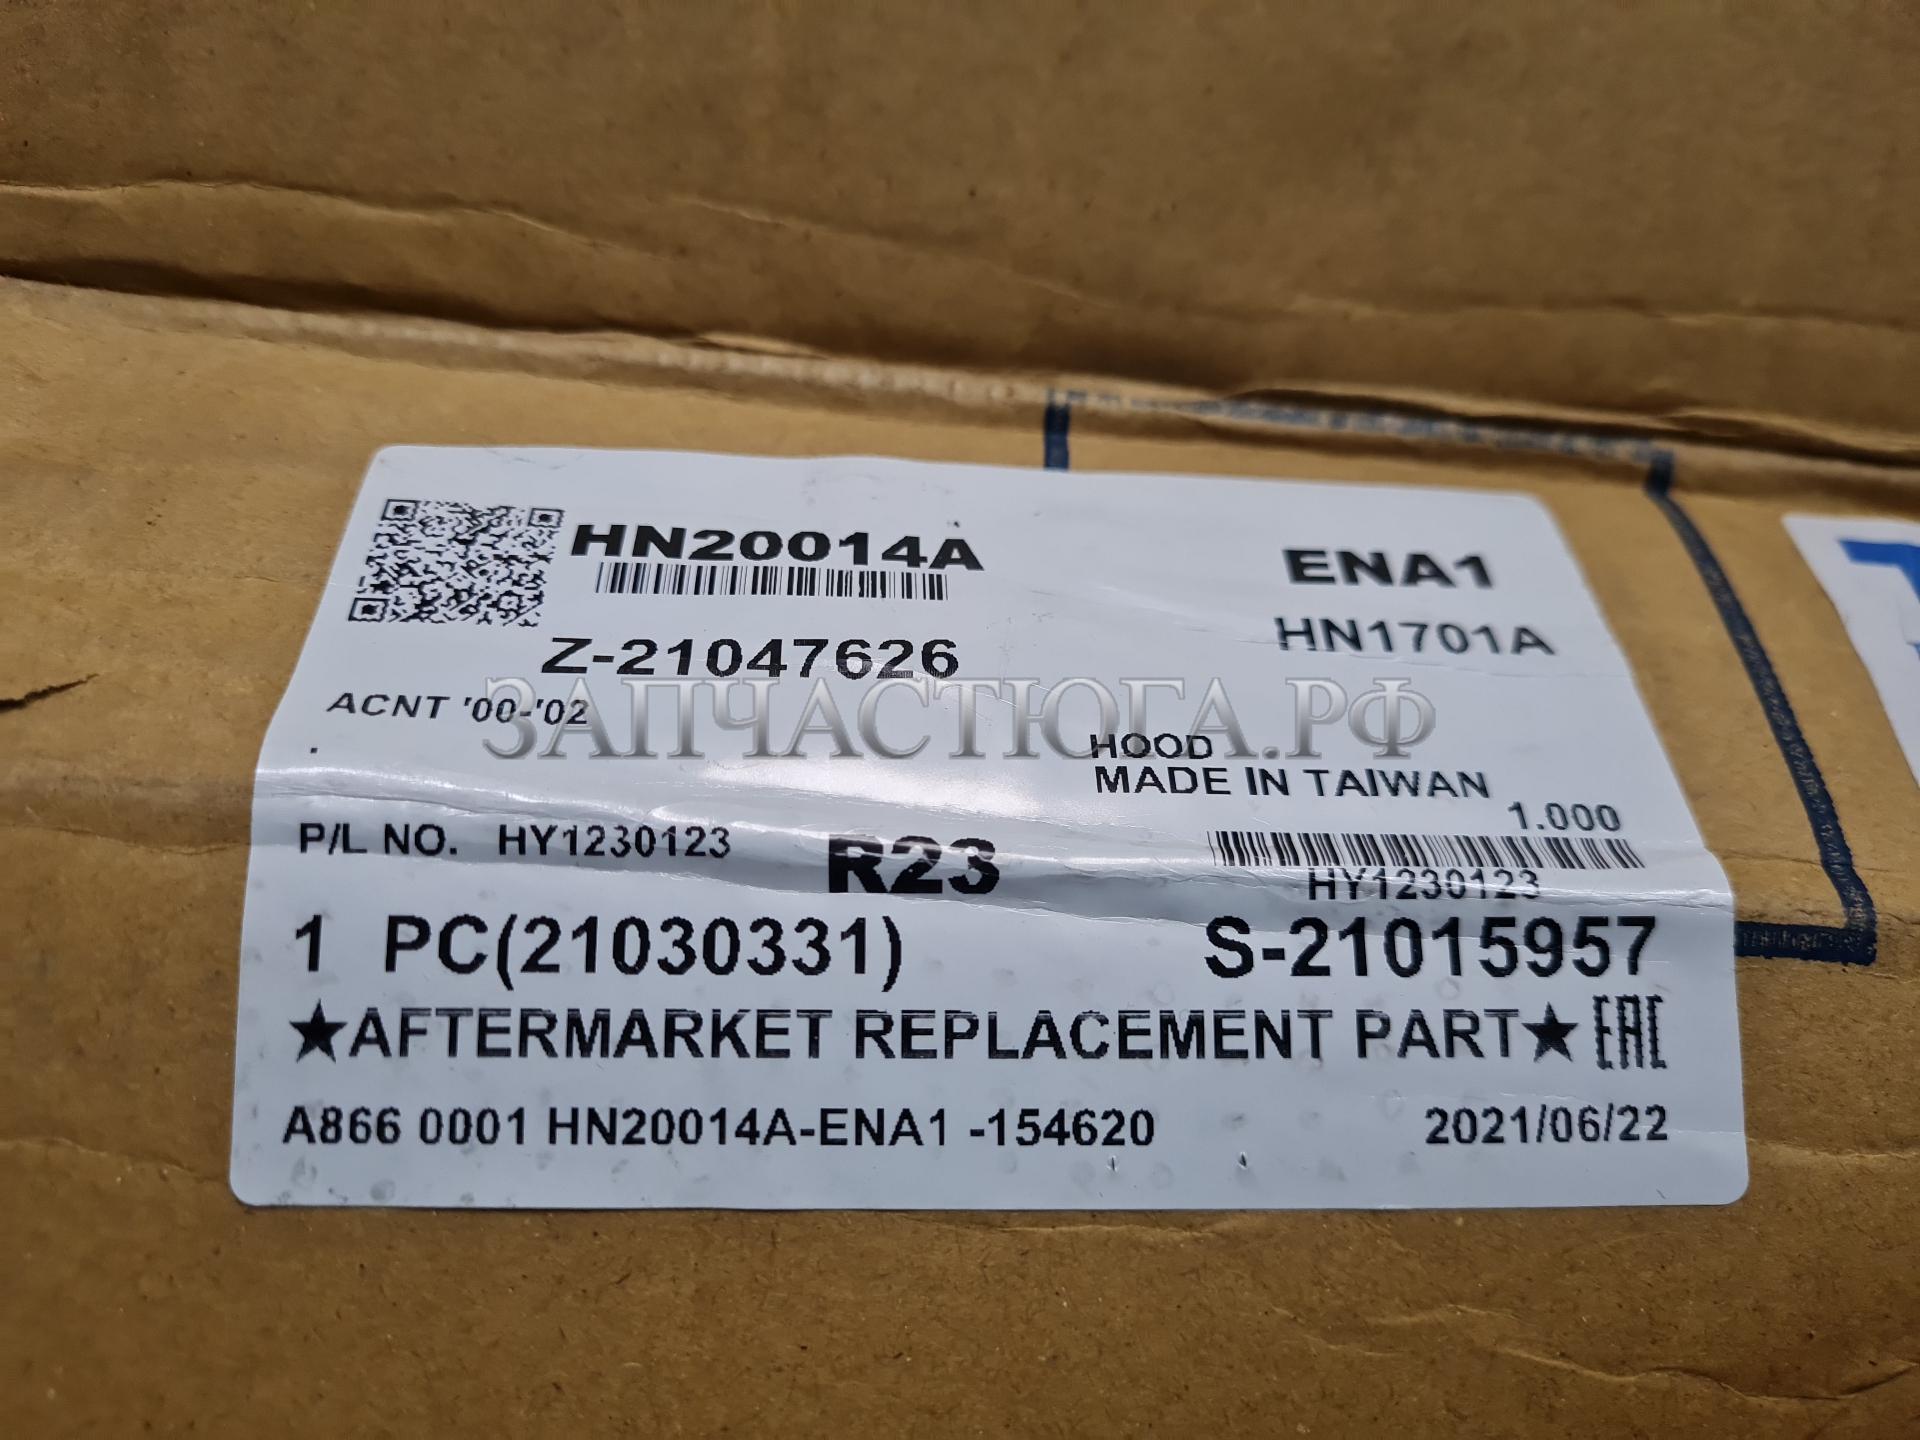 HN20014A
ENA1
HN1701A
Z-21047626
ACNT '00-'02
ЗАПЧАСТЮГА.РФ
HOOD
MADE IN TAIWAN
1.000
P/L NO. HY1230123
R23
HY1230123
1 PC(21030331)
S-21015957
★AFTERMARKET REPLACEMENT PART★ EAC
A866 0001 HN20014A-ENA1 -154620
2021/06/22